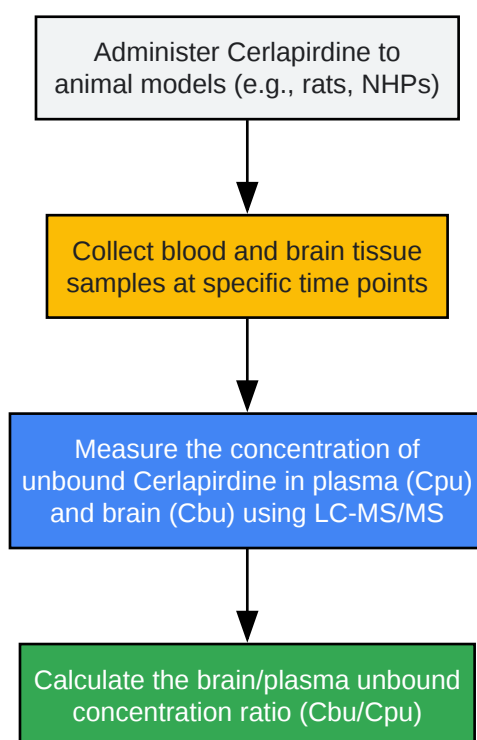 Administer Cerlapirdine to
animal models (e.g., rats, NHPs)
Collect blood and brain tissue
samples at specific time points
Measure the concentration of
unbound Cerlapirdine in plasma (Cpu)
and brain (Cbu) using LC-MS/MS
Calculate the brain/plasma unbound
concentration ratio (Cbu/Cpu)